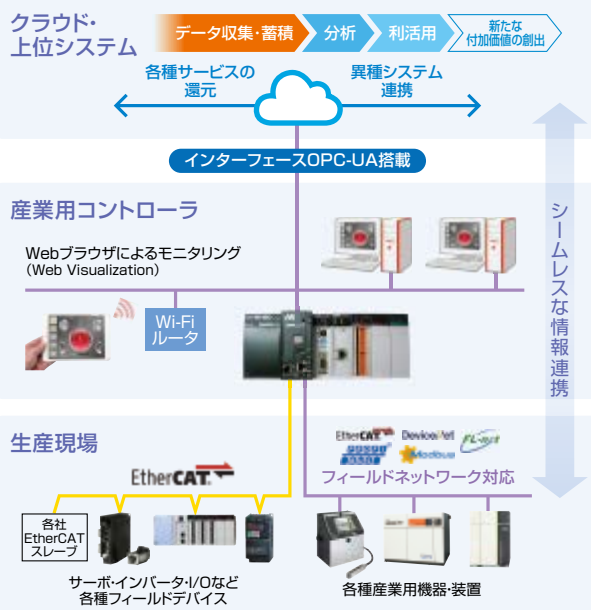 クラウド・
上位システム
データ収集・蓄積
分析
利活用
新たな
付加価値の創出
各種サービスの
還元
異種システム
連携
インターフェースOPC-UA搭載
産業用コントローラ
Webブラウザによるモニタリング
（Web Visualization）
Wi-Fi
ルータ
シームレスな情報連携
生産現場
EtherCAT
EtherCAT
DeviceNet
FL-net
Modbus
フィールドネットワーク対応
各社
EtherCAT
スレーブ
サーボ・インバータ・I/Oなど
各種フィールドデバイス
各種産業用機器・装置